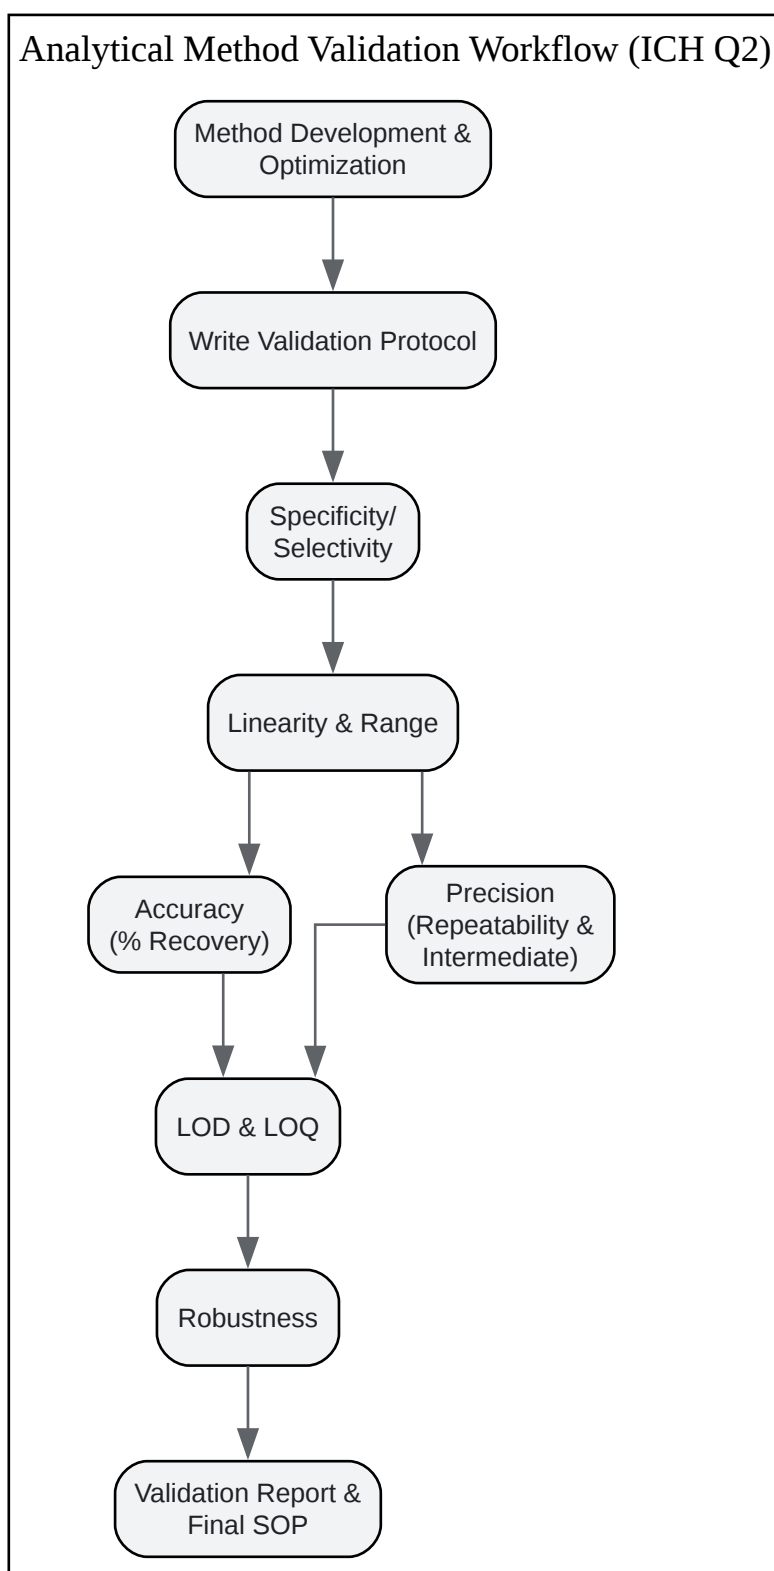 Analytical Method Validation Workflow (ICH Q2)
Method Development &
Optimization
Write Validation Protocol
Specificity/
Selectivity
Linearity & Range
Accuracy
(% Recovery)
Precision
(Repeatability &
Intermediate)
LOD & LOQ
Robustness
Validation Report &
Final SOP